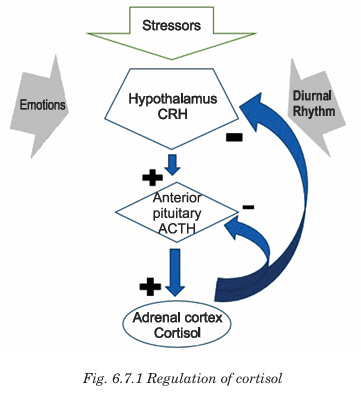 Stressors
Emotions
Hypothalamus
CRH
Diurnal
Rhythm
−
+
Anterior
pituitary
ACTH
−
+
Adrenal cortex
Cortisol
Fig. 6.7.1 Regulation of cortisol